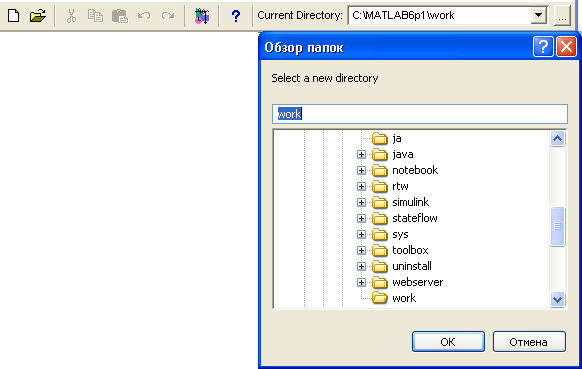 Current Directory: C:\MATLAB6p1\work ...
Обзор папок
Select a new directory
work
ja
java
notebook
rtw
simulink
stateflow
sys
toolbox
uninstall
webserver
work
OK Отмена